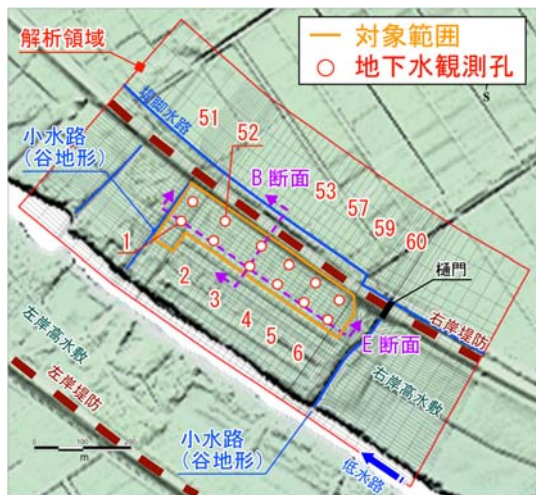 解析領域
対象範囲
地下水観測孔
S
堤脚水路
51
52
小水路
(谷地形)
B断面
53
57
59
60
1
樋門
2
3
4
5
6
E断面
右岸堤防
左岸高水敷
右岸高水敷
左岸堤防
小水路
(谷地形)
低水路
0
100
200
m